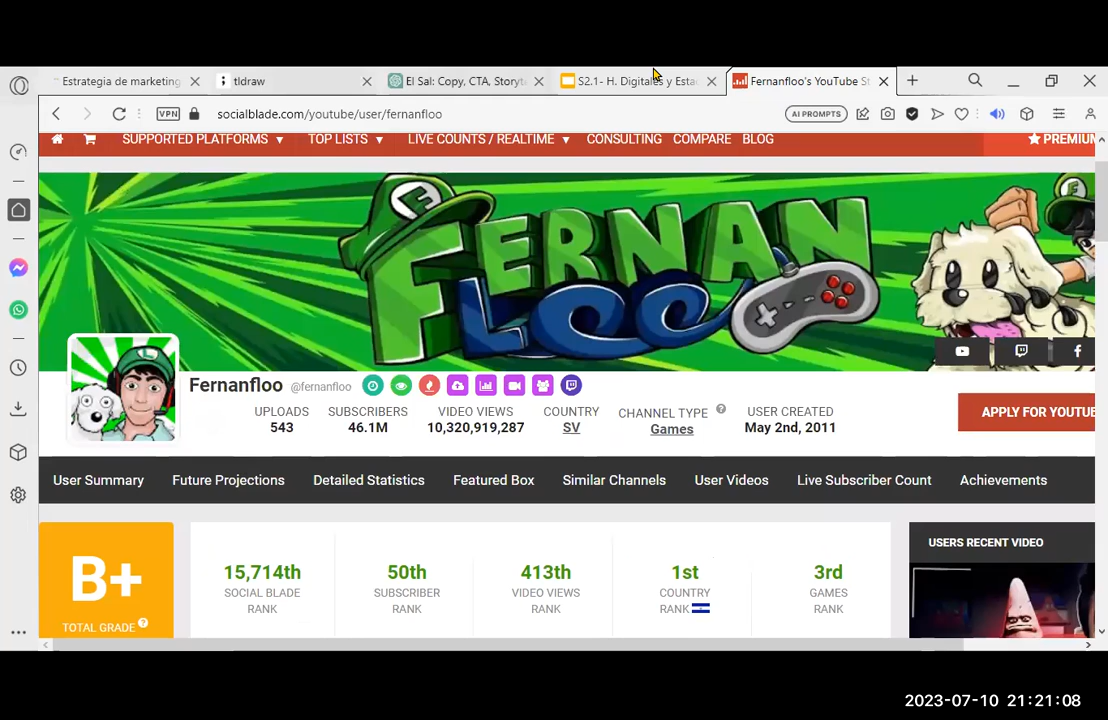 Estrategia de marketing
tldraw
El Sal: Copy, CTA, Storyt
S2.1- H. Digitales y Esta
Fernanfloo's YouTube St
VPN
socialblade.com/youtube/user/fernanfloo
AI PROMPTS
SUPPORTED PLATFORMS
TOP LISTS
LIVE COUNTS / REALTIME
CONSULTING
COMPARE
BLOG
PREMIUM
FERNAN
FLOO
Fernanfloo @fernanfloo
UPLOADS
543
SUBSCRIBERS
46.1M
VIDEO VIEWS
10,320,919,287
COUNTRY
SV
CHANNEL TYPE
Games
USER CREATED
May 2nd, 2011
APPLY FOR YOUTUB
User Summary
Future Projections
Detailed Statistics
Featured Box
Similar Channels
User Videos
Live Subscriber Count
Achievements
B+
TOTAL GRADE
15,714th
SOCIAL BLADE
RANK
50th
SUBSCRIBER
RANK
413th
VIDEO VIEWS
RANK
1st
COUNTRY
RANK
3rd
GAMES
RANK
USERS RECENT VIDEO
2023-07-10 21:21:08